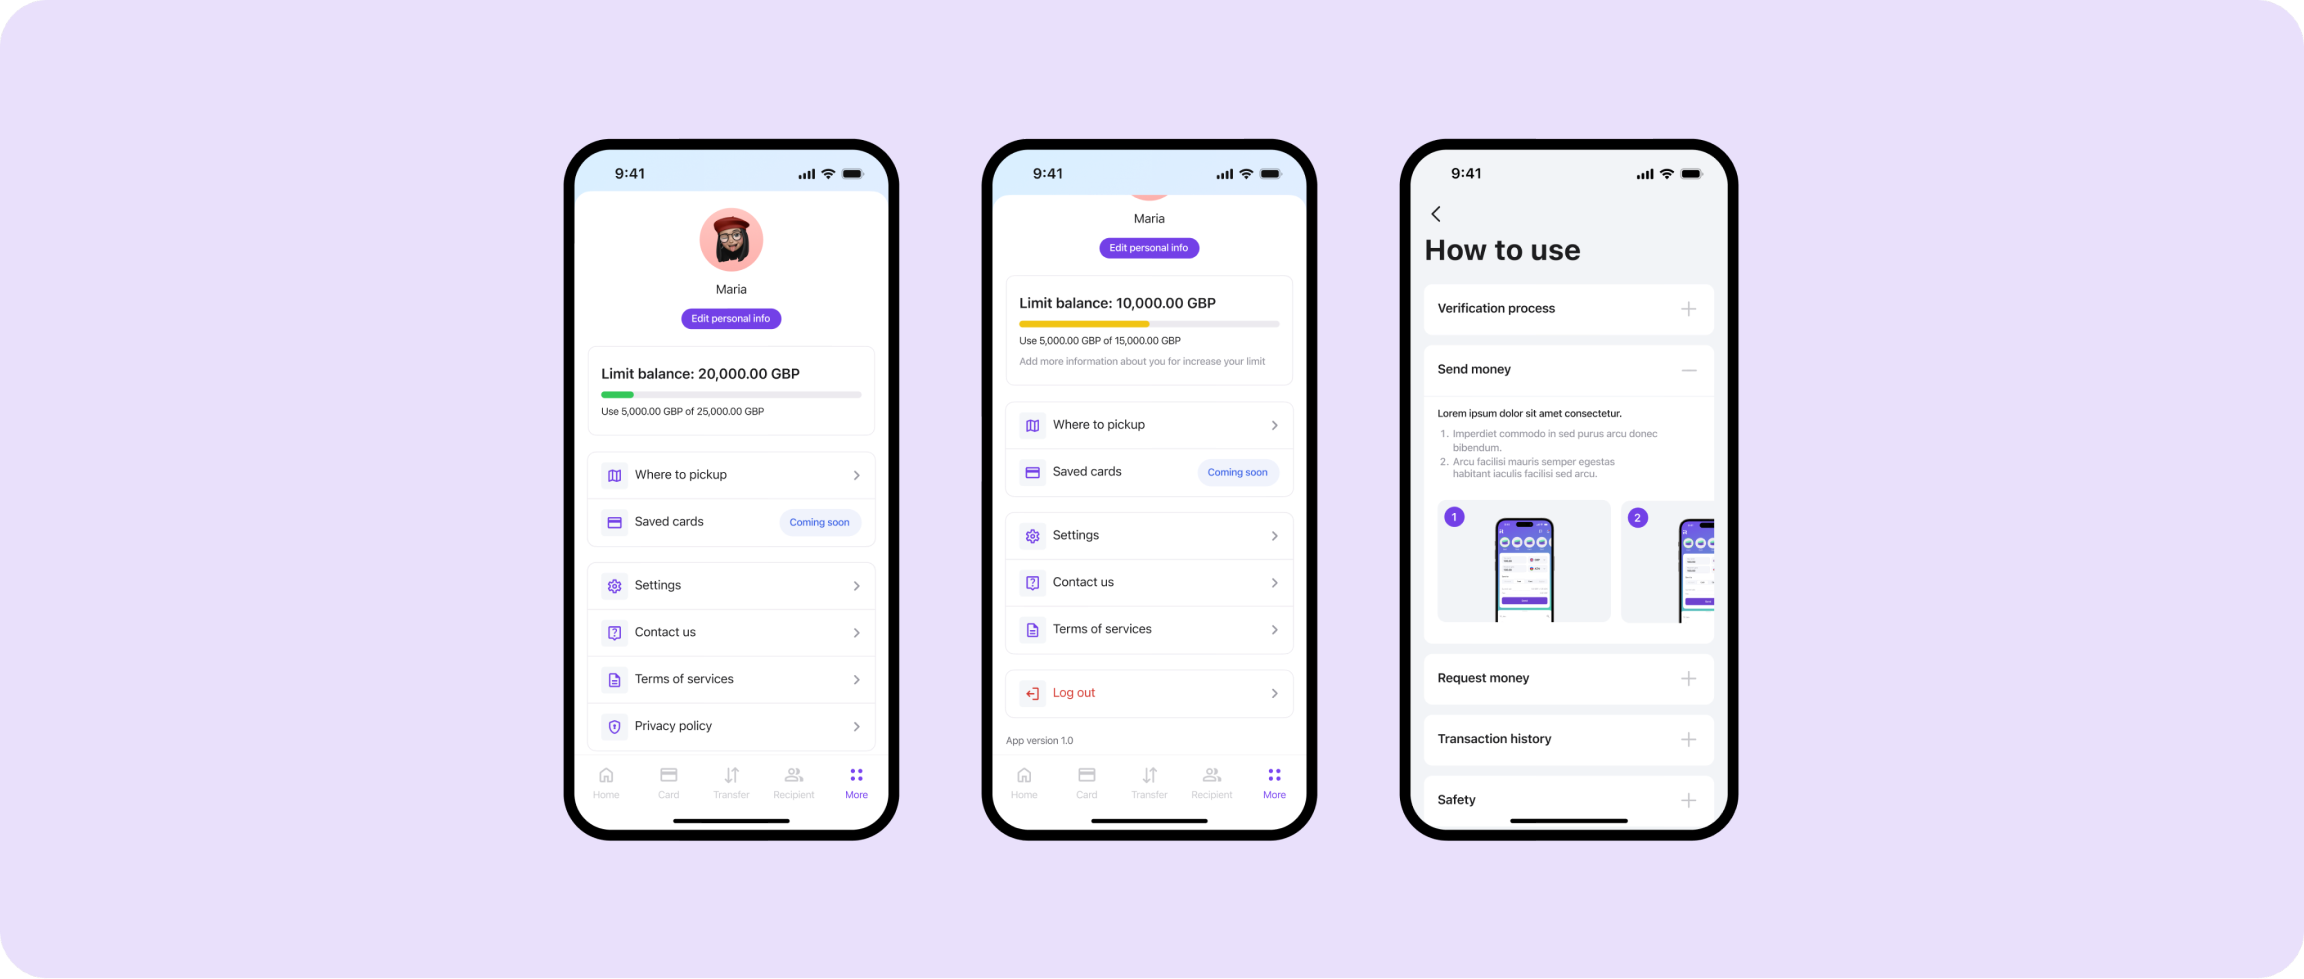 9:41
Maria
Edit personal info
Limit balance: 20,000.00 GBP
Use 5,000.00 GBP of 25,000.00 GBP
Where to pickup
Saved cards
Coming soon
Settings
Contact us
Terms of services
Privacy policy
Home
Card
Transfer
Recipient
More
9:41
Maria
Edit personal info
Limit balance: 10,000.00 GBP
Use 5,000.00 GBP of 15,000.00 GBP
Add more information about you for increase your limit
Where to pickup
Saved cards
Coming soon
Settings
Contact us
Terms of services
Log out
App version 1.0
Home
Card
Transfer
Recipient
More
9:41
How to use
Verification process
Send money
Lorem ipsum dolor sit amet consectetur.
1. Imperdiet commodo in sed purus arcu donec
bibendum.
2. Arcu facilisi mauris semper egestas
habitant iaculis facilisi sed arcu.
1
2
Request money
Transaction history
Safety